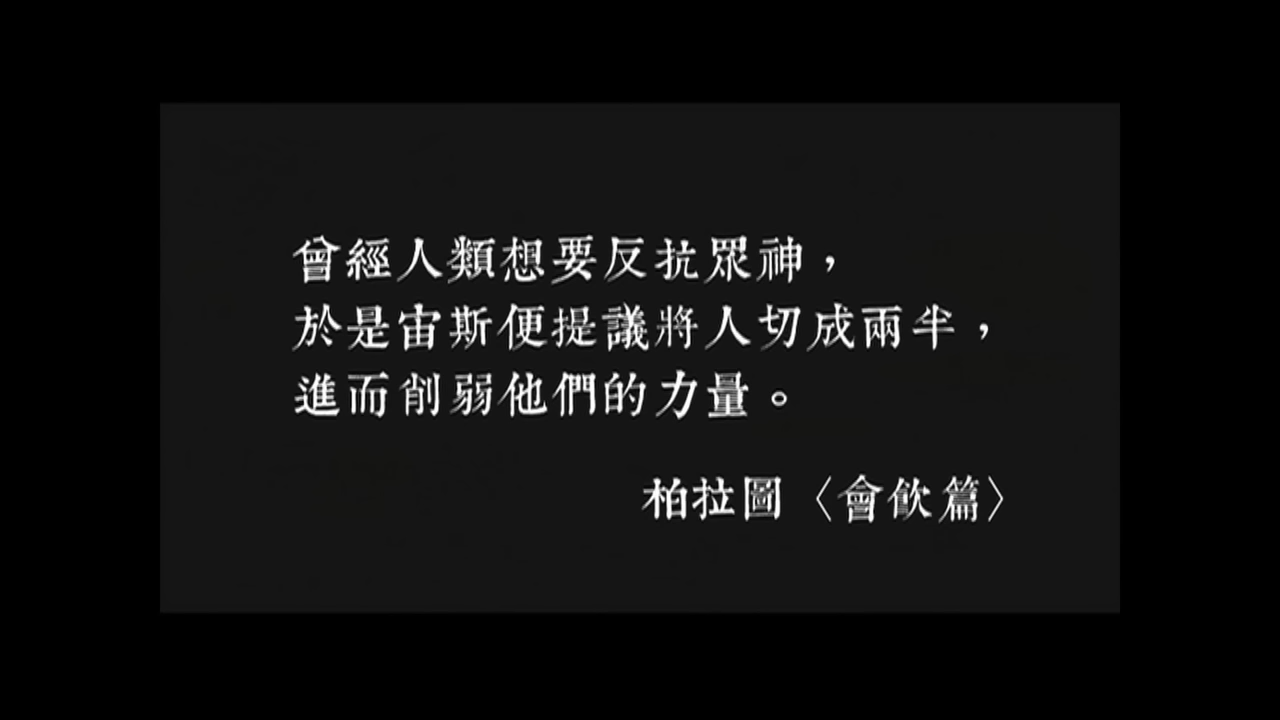 曾經人類想要反抗眾神，
於是宙斯便提議將人切成兩半，
進而削弱他們的力量。
柏拉圖〈會飲篇〉